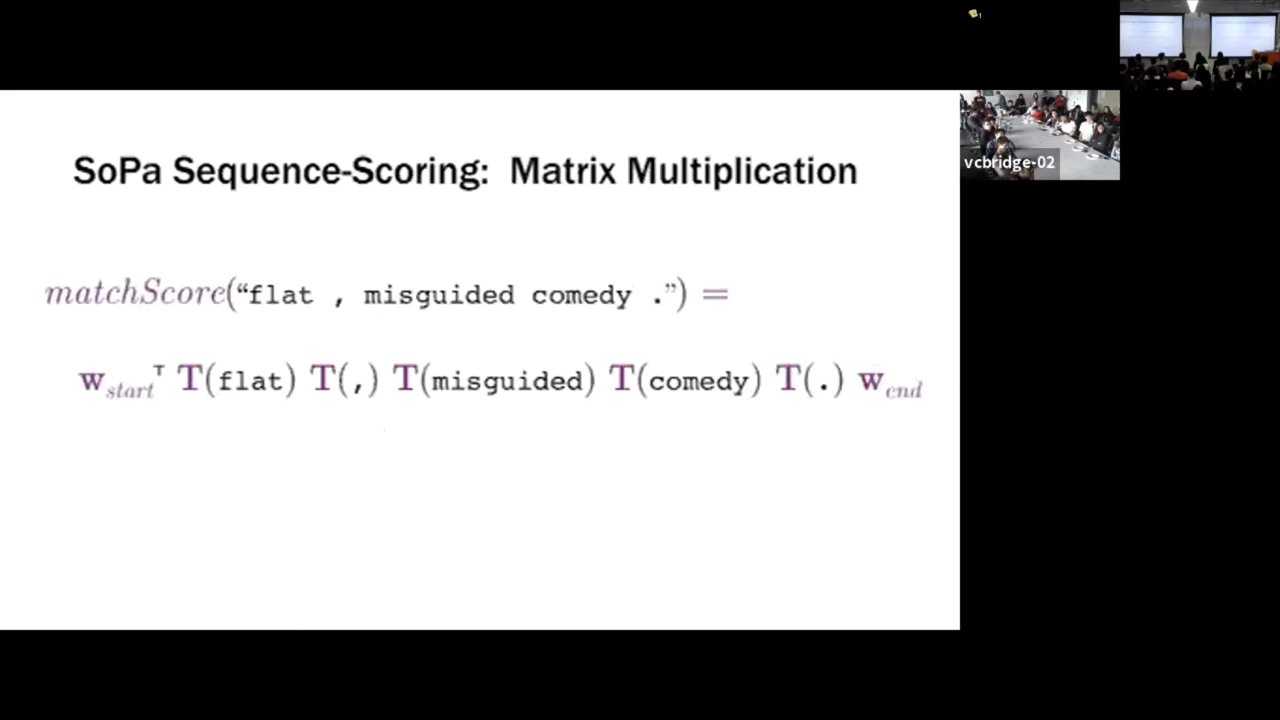 SoPa Sequence-Scoring: Matrix Multiplication
matchScore(“flat , misguided comedy .”) =
w_start^⊤ T(flat) T(,) T(misguided) T(comedy) T(.) w_end
vcbridge-02